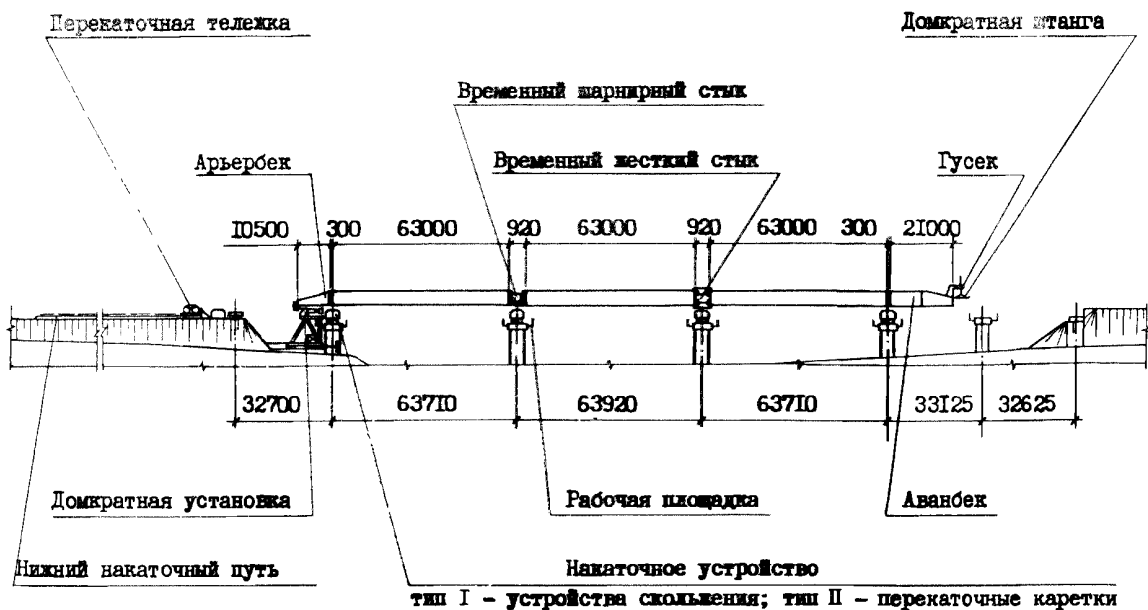 Перекаточная тележка
Домкратная штанга
Временный шарнирный стык
Арьербек
Временный жесткий стык
Гусек
10500 300 63000 920 63000 920 63000 300 21000
32700 63710 63920 63710 33125 32625
Домкратная установка
Рабочая площадка
Аванбек
Нижний накаточный путь
Накаточное устройство
тип I - устройства скольжения; тип II - перекаточные каретки